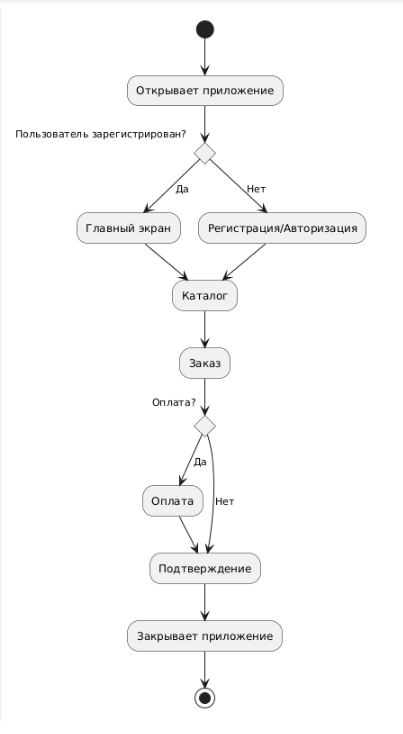 Открывает приложение
Пользователь зарегистрирован?
Да
Нет
Главный экран
Регистрация/Авторизация
Каталог
Заказ
Оплата?
Да
Оплата
Нет
Подтверждение
Закрывает приложение